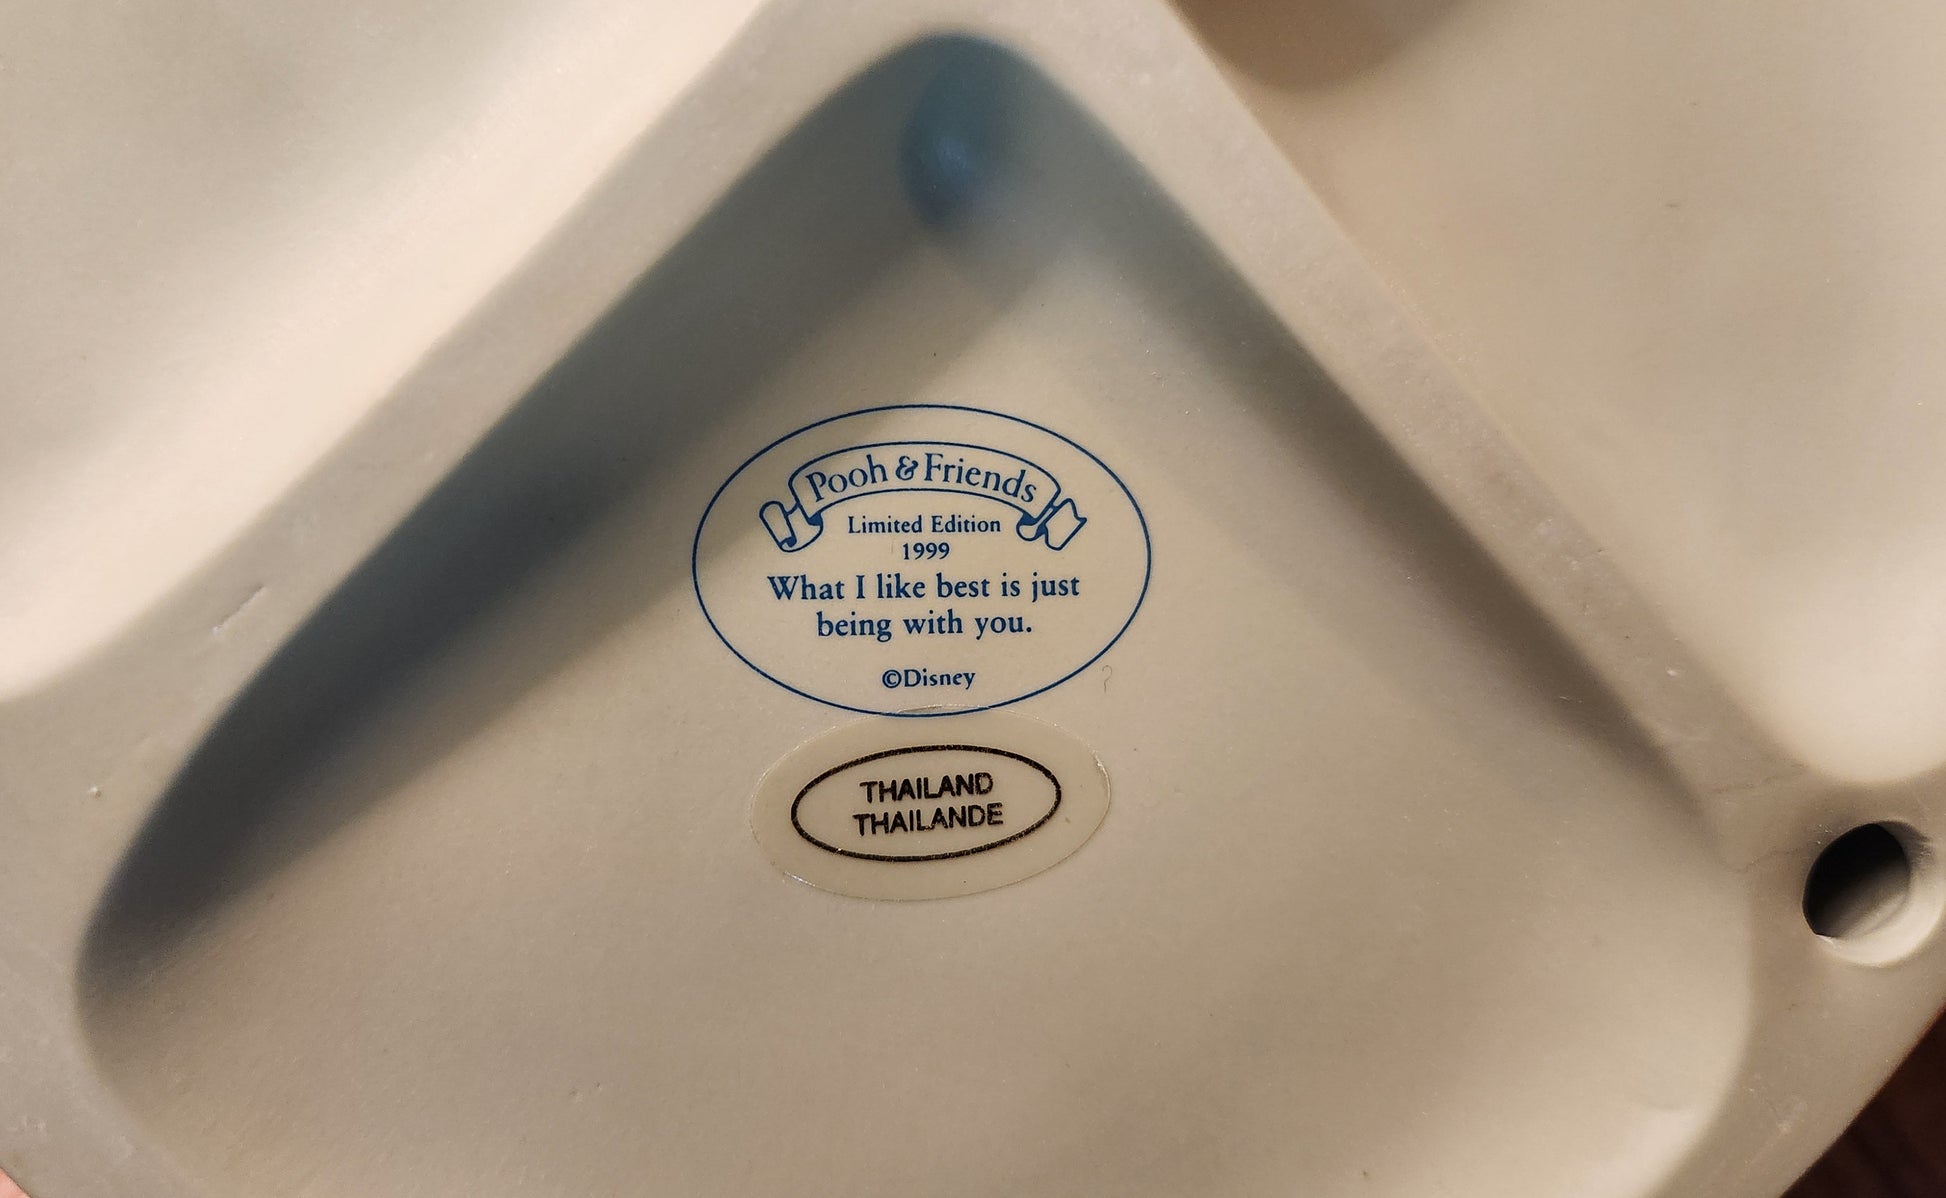 Pooh & Friends
Limited Edition
1999
What I like best is just
being with you.
©Disney
THAILAND
THAILANDE